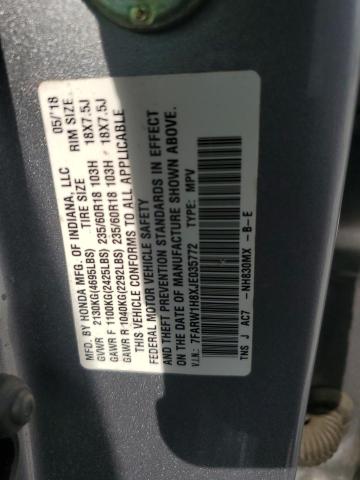 MFD. BY HONDA MFG. OF INDIANA, LLC 05/'18
TIRE SIZE RIM SIZE
GVWR 2130KG(4695LBS)
GAWR F 1100KG(2425LBS) 235/60R18 103H 18X7.5J
GAWR R 1040KG(2292LBS) 235/60R18 103H 18X7.5J
THIS VEHICLE CONFORMS TO ALL APPLICABLE
FEDERAL MOTOR VEHICLE SAFETY
AND THEFT PREVENTION STANDARDS IN EFFECT
ON THE DATE OF MANUFACTURE SHOWN ABOVE.
V.I.N.: 7FARW1H8XJE035772 TYPE: MPV
TNS J AC7 -NH830MX -B-E